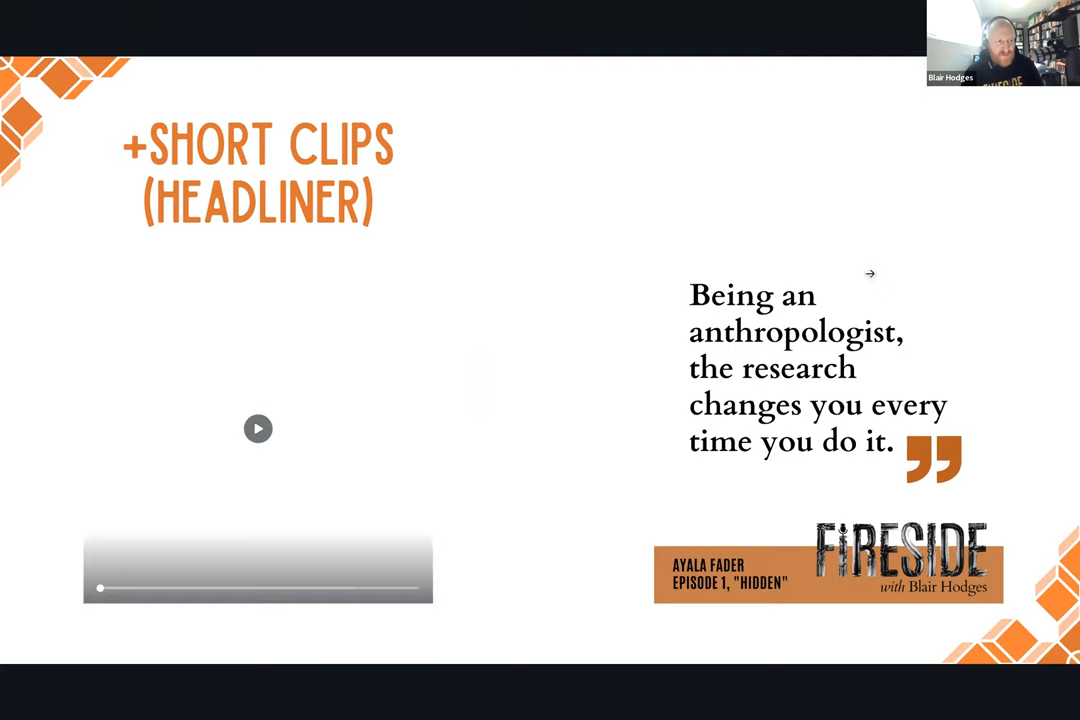 Blair Hodges
+SHORT CLIPS
(HEADLINER)
Being an
anthropologist,
the research
changes you every
time you do it.”
AYALA FADER
EPISODE 1, "HIDDEN"
FIRESIDE
with Blair Hodges